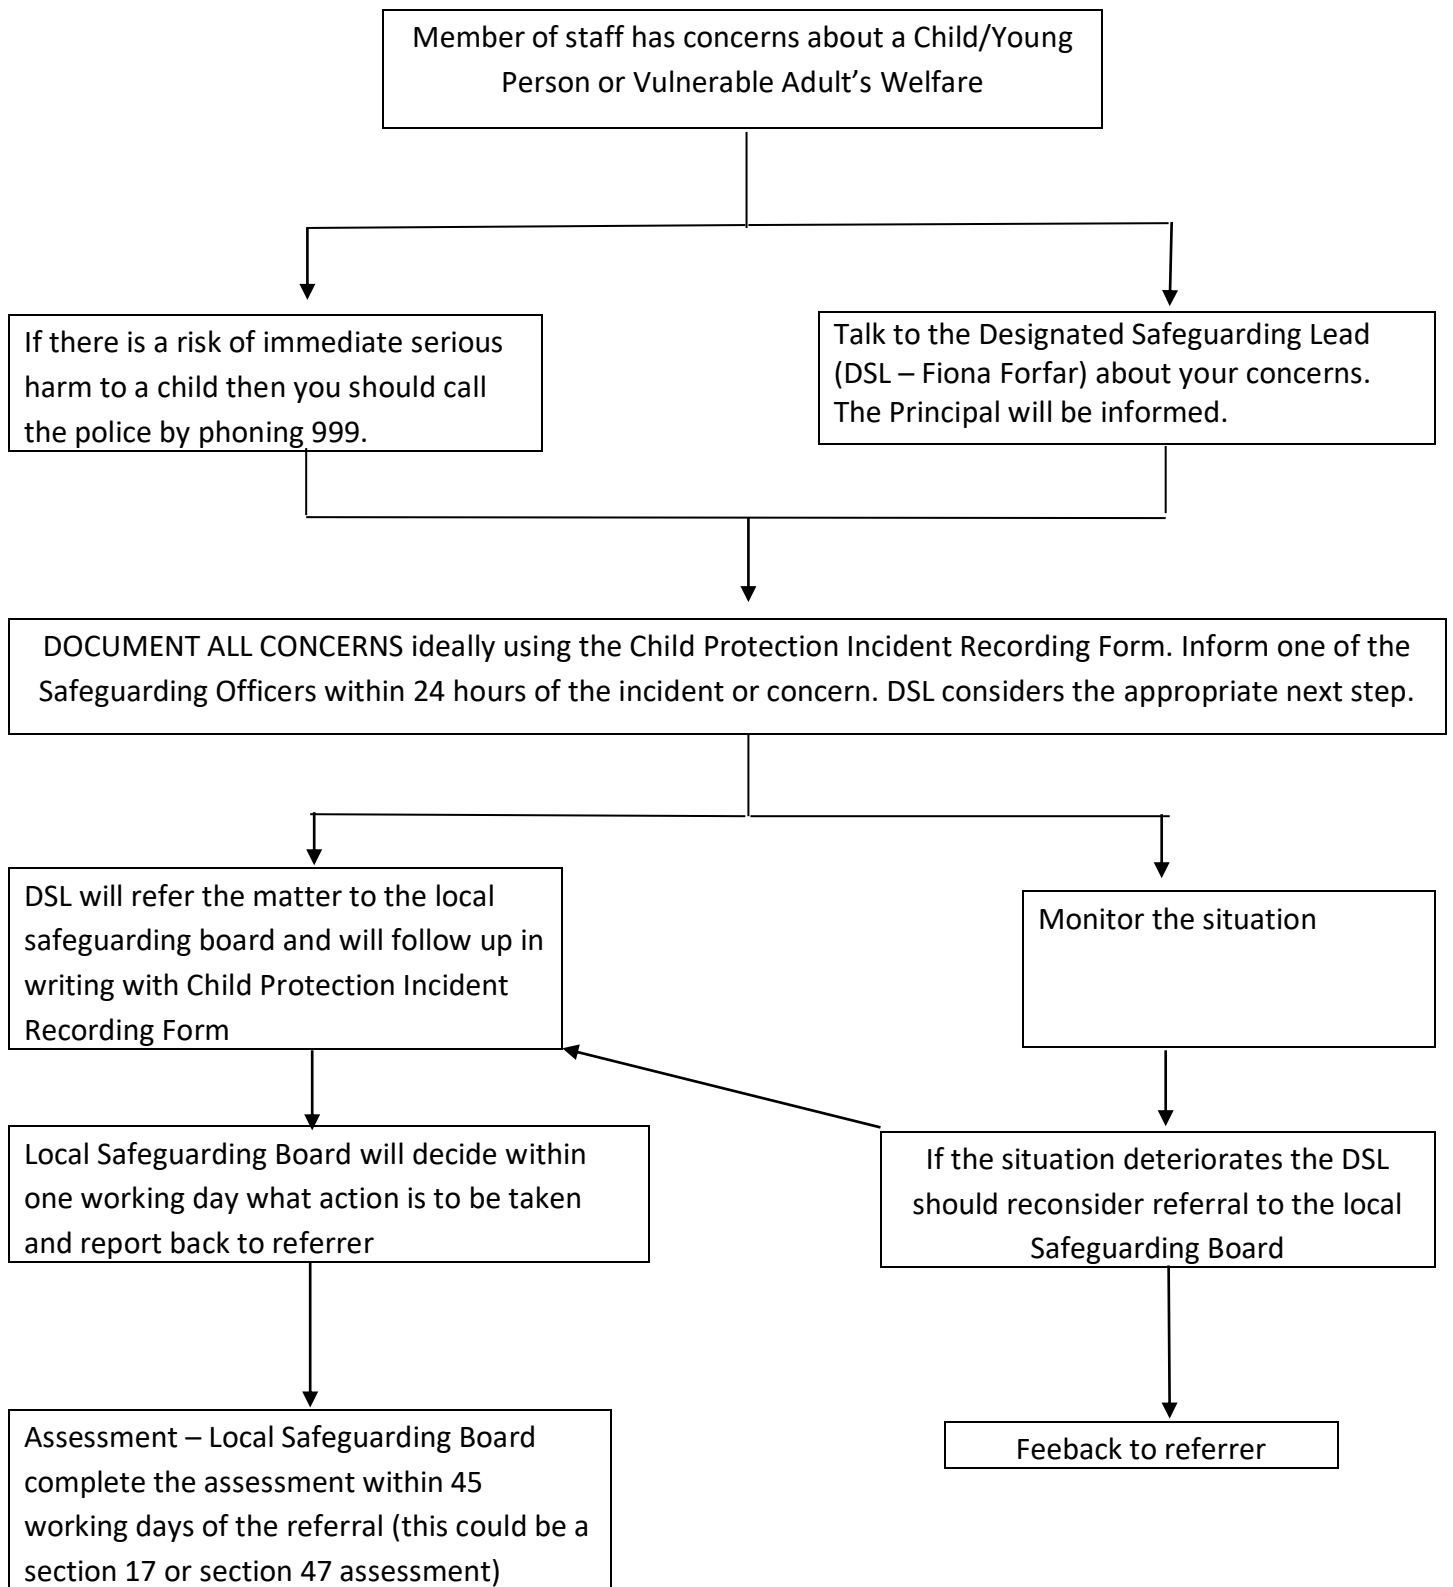 Member of staff has concerns about a Child/Young
Person or Vulnerable Adult’s Welfare
If there is a risk of immediate serious
harm to a child then you should call
the police by phoning 999.
Talk to the Designated Safeguarding Lead
(DSL – Fiona Forfar) about your concerns.
The Principal will be informed.
DOCUMENT ALL CONCERNS ideally using the Child Protection Incident Recording Form. Inform one of the
Safeguarding Officers within 24 hours of the incident or concern. DSL considers the appropriate next step.
DSL will refer the matter to the local
safeguarding board and will follow up in
writing with Child Protection Incident
Recording Form
Monitor the situation
Local Safeguarding Board will decide within
one working day what action is to be taken
and report back to referrer
If the situation deteriorates the DSL
should reconsider referral to the local
Safeguarding Board
Assessment – Local Safeguarding Board
complete the assessment within 45
working days of the referral (this could be a
section 17 or section 47 assessment)
Feeback to referrer